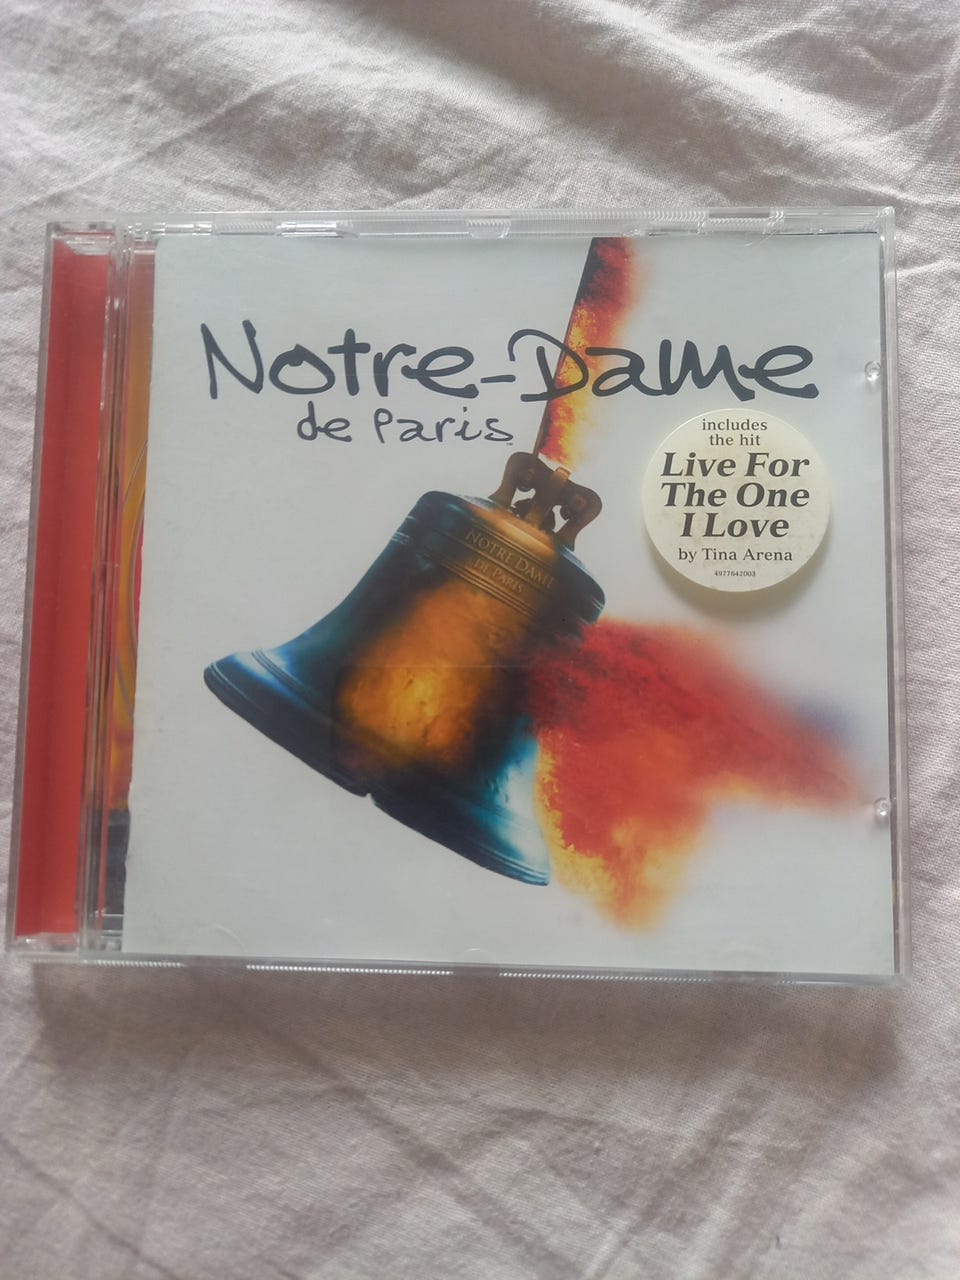 Notre-Dame
de Paris
includes
the hit
Live For
The One
I Love
by Tina Arena
4977642003
NOTRE DAME
DE PARIS